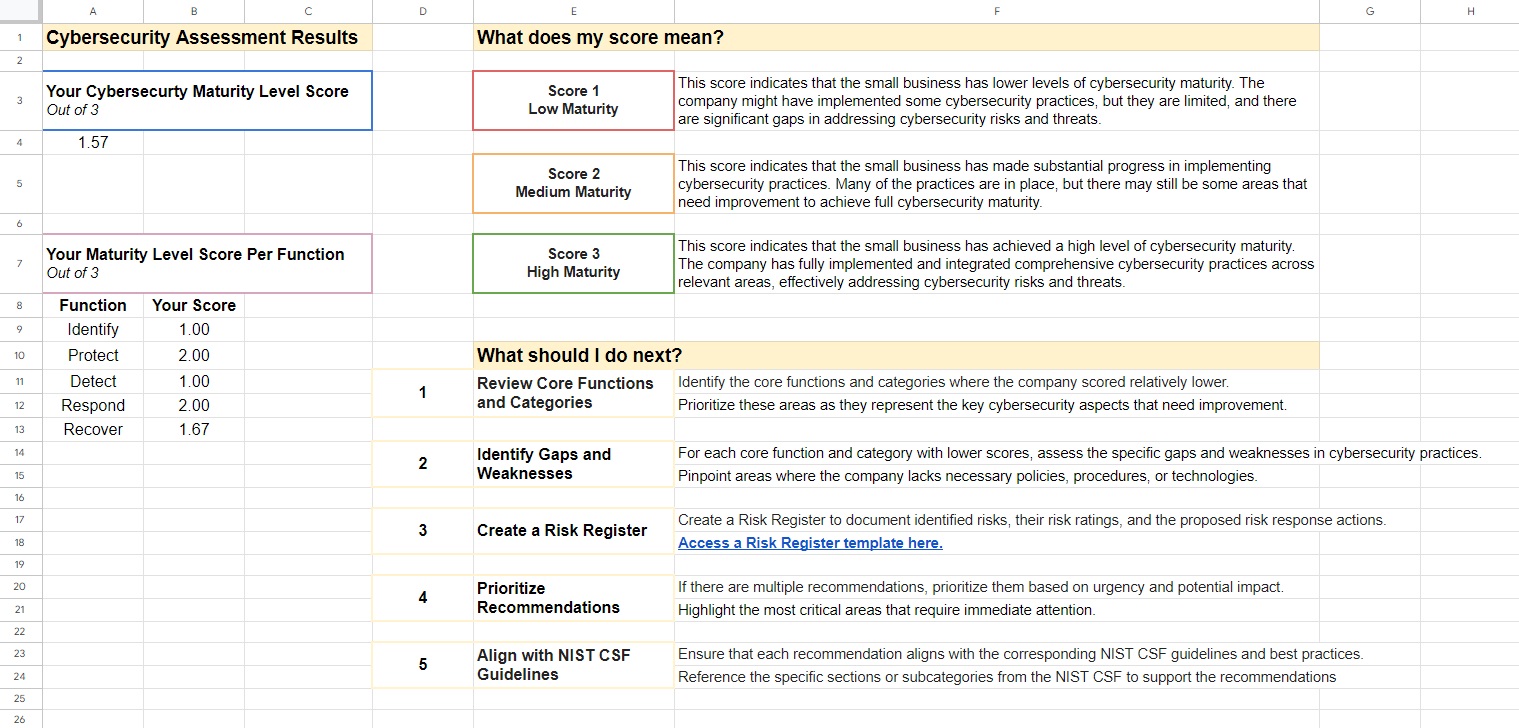 A B C D E F G H
1 Cybersecurity Assessment Results What does my score mean?
2
3 Your Cybersecurty Maturity Level Score
Out of 3
Score 1
Low Maturity
This score indicates that the small business has lower levels of cybersecurity maturity. The
company might have implemented some cybersecurity practices, but they are limited, and there
are significant gaps in addressing cybersecurity risks and threats.
4 1.57
5 Score 2
Medium Maturity
This score indicates that the small business has made substantial progress in implementing
cybersecurity practices. Many of the practices are in place, but there may still be some areas that
need improvement to achieve full cybersecurity maturity.
6
7 Your Maturity Level Score Per Function
Out of 3
Score 3
High Maturity
This score indicates that the small business has achieved a high level of cybersecurity maturity.
The company has fully implemented and integrated comprehensive cybersecurity practices across
relevant areas, effectively addressing cybersecurity risks and threats.
8 Function Your Score
9 Identify 1.00
10 Protect 2.00 What should I do next?
11 Detect 1.00
12 Respond 2.00
1
Review Core Functions
and Categories
Identify the core functions and categories where the company scored relatively lower.
Prioritize these areas as they represent the key cybersecurity aspects that need improvement.
13 Recover 1.67
14
15
2
Identify Gaps and
Weaknesses
For each core function and category with lower scores, assess the specific gaps and weaknesses in cybersecurity practices.
Pinpoint areas where the company lacks necessary policies, procedures, or technologies.
16
17
18
3
Create a Risk Register
Create a Risk Register to document identified risks, their risk ratings, and the proposed risk response actions.
Access a Risk Register template here.
19
20
21
4
Prioritize
Recommendations
If there are multiple recommendations, prioritize them based on urgency and potential impact.
Highlight the most critical areas that require immediate attention.
22
23
24
5
Align with NIST CSF
Guidelines
Ensure that each recommendation aligns with the corresponding NIST CSF guidelines and best practices.
Reference the specific sections or subcategories from the NIST CSF to support the recommendations
25
26